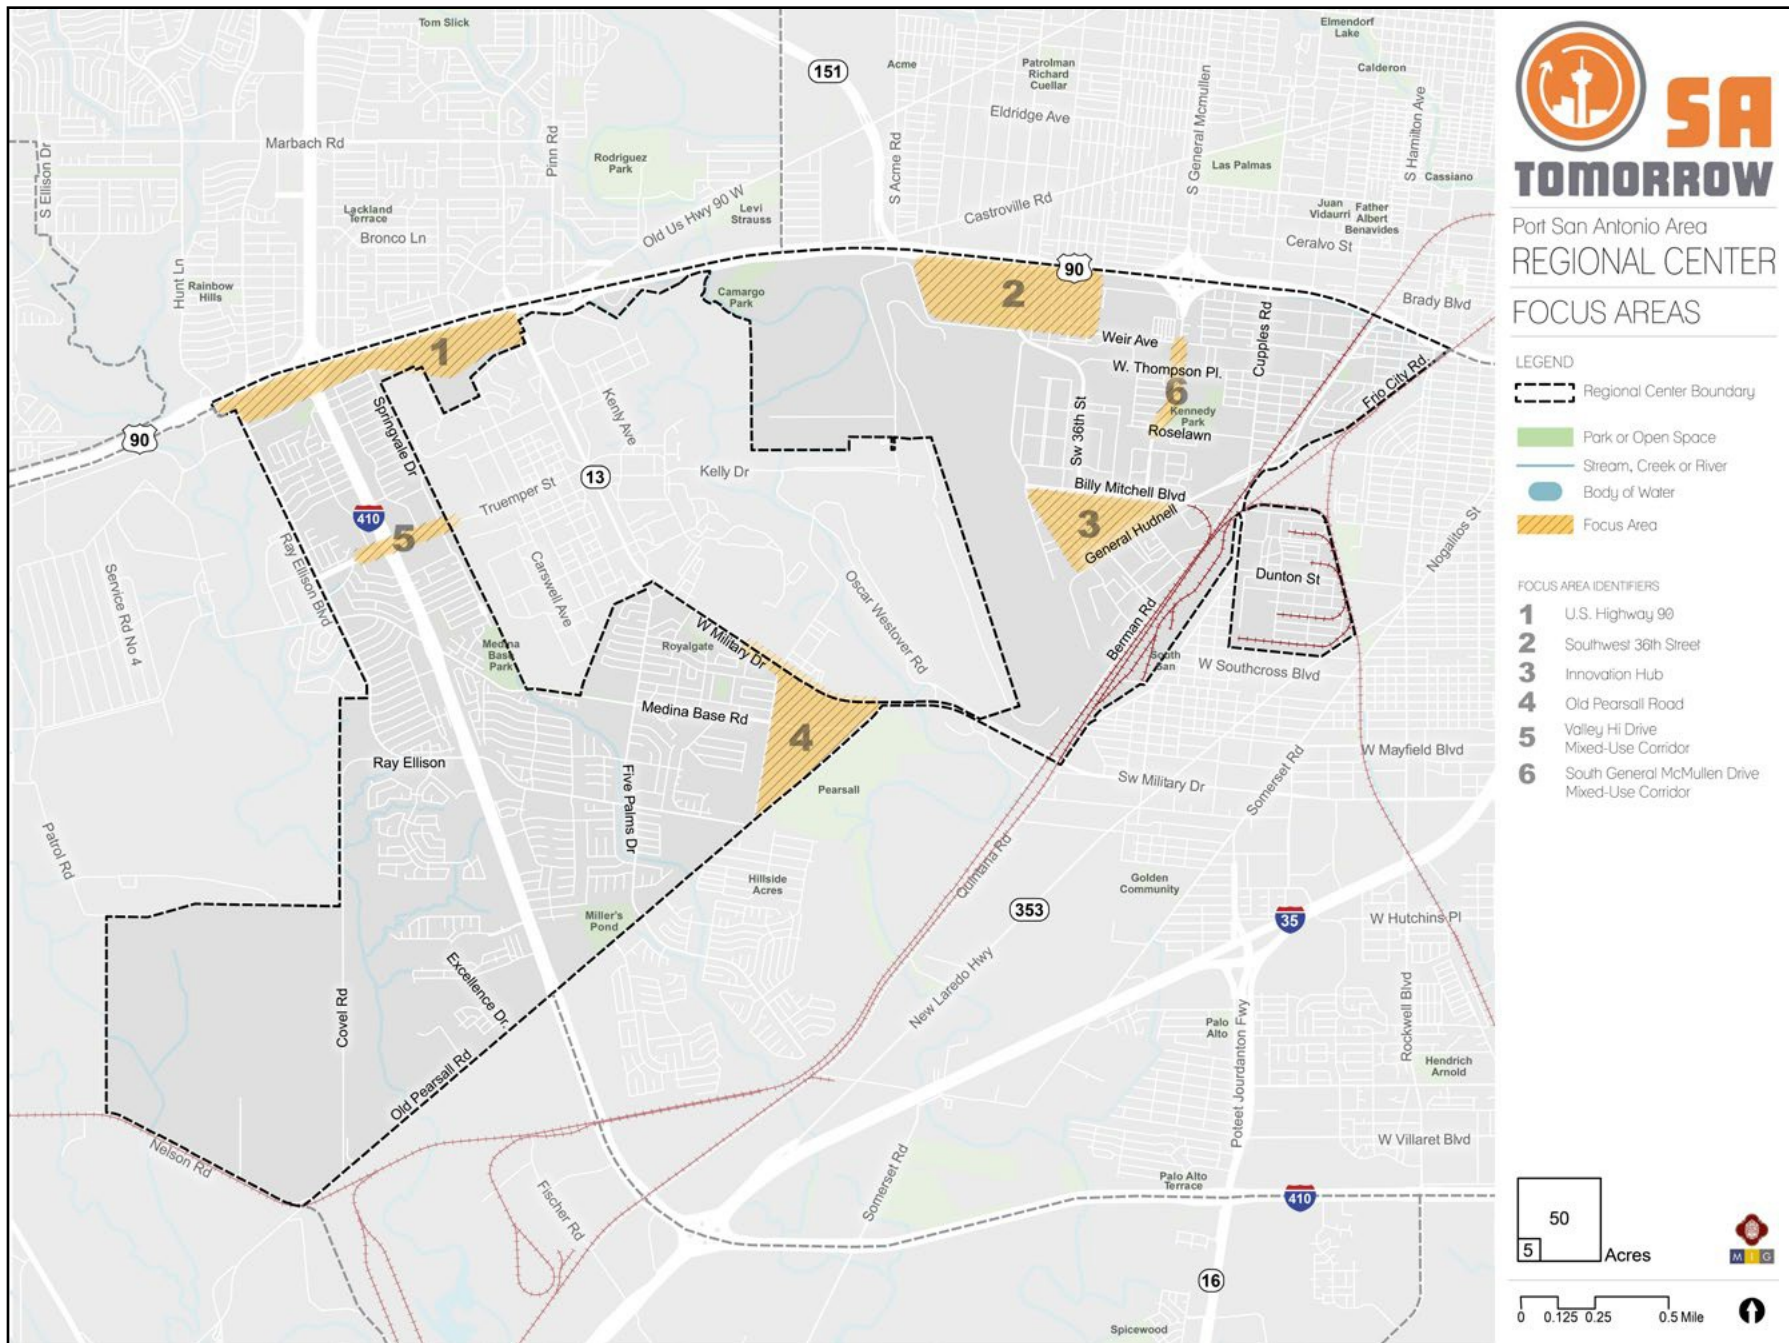 Tom Slick
Elmendorf
Lake
151
Acme
Patrolman
Richard
Cuellar
Calderon
S General Mcmullen
S Hamilton Ave
Eldridge Ave
Marbach Rd
Pinn Rd
S Ellison Dr
Rodriguez
Park
S Acme Rd
Las Palmas
Cassiano
Lackland
Terrace
Bronco Ln
Old Us Hwy 90 W
Levi
Strauss
Castroville Rd
Juan
Vidaurri
Father
Albert
Benavides
Ceralvo St
Hunt Ln
Rainbow
Hills
Camargo
Park
90
2
Brady Blvd
1
Weir Ave
Cupples Rd
W. Thompson Pl.
6
Kennedy
Park
Roselawn
Frio City Rd.
Springvale Dr
Kenly Ave
Sw 36th St
90
13
Kelly Dr
Truemper St
Billy Mitchell Blvd
3
General Hudnell
410
5
Ray Ellison Blvd
Service Rd No 4
Carswell Ave
Oscar Westover Rd
Dunton St
Nogalitos St
Berman Rd
W Military Dr
Royalgate
Medina
Base
Park
South
San
W Southcross Blvd
Medina Base Rd
4
Ray Ellison
Five Palms Dr
Pearsall
Sw Military Dr
Somerset Rd
W Mayfield Blvd
Patrol Rd
Quintana Rd
Hillside
Acres
Golden
Community
353
35
W Hutchins Pl
Miller's
Pond
Excellence Dr.
New Laredo Hwy
Covel Rd
Old Pearsall Rd
Palo
Alto
Poteet Jourdanton Fwy
Rockwell Blvd
Hendrich
Arnold
Nelson Rd
W Villaret Blvd
Fischer Rd
Somerset Rd
Palo Alto
Terrace
410
16
Spicewood
SA
TOMORROW
Port San Antonio Area
REGIONAL CENTER
FOCUS AREAS
LEGEND
Regional Center Boundary
Park or Open Space
Stream, Creek or River
Body of Water
Focus Area
FOCUS AREA IDENTIFIERS
1 U.S. Highway 90
2 Southwest 36th Street
3 Innovation Hub
4 Old Pearsall Road
5 Valley Hi Drive
Mixed-Use Corridor
6 South General McMullen Drive
Mixed-Use Corridor
50
5
Acres
M I G
0 0.125 0.25 0.5 Mile